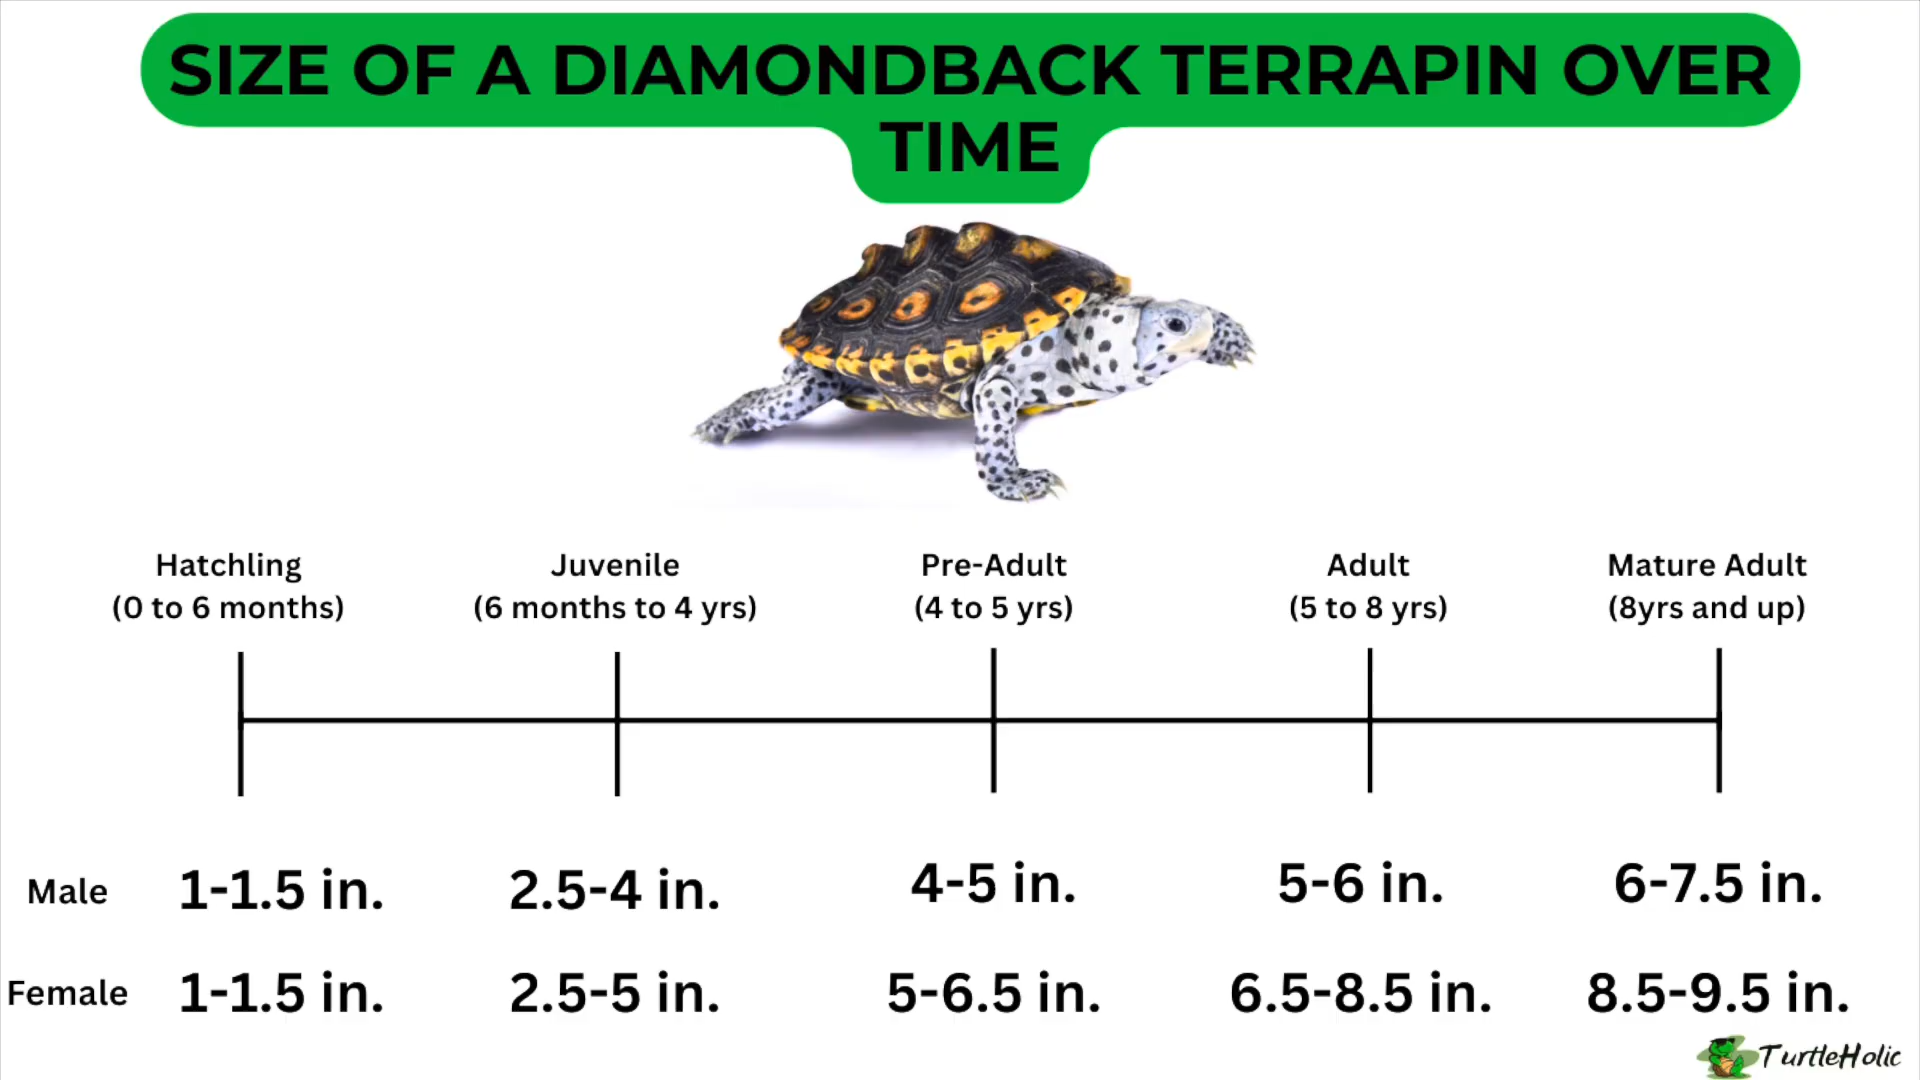 SIZE OF A DIAMONDBACK TERRAPIN OVER
TIME
Hatchling
(0 to 6 months)
Juvenile
(6 months to 4 yrs)
Pre-Adult
(4 to 5 yrs)
Adult
(5 to 8 yrs)
Mature Adult
(8yrs and up)
Male 1-1.5 in. 2.5-4 in. 4-5 in. 5-6 in. 6-7.5 in.
Female 1-1.5 in. 2.5-5 in. 5-6.5 in. 6.5-8.5 in. 8.5-9.5 in.
TurtleHolic